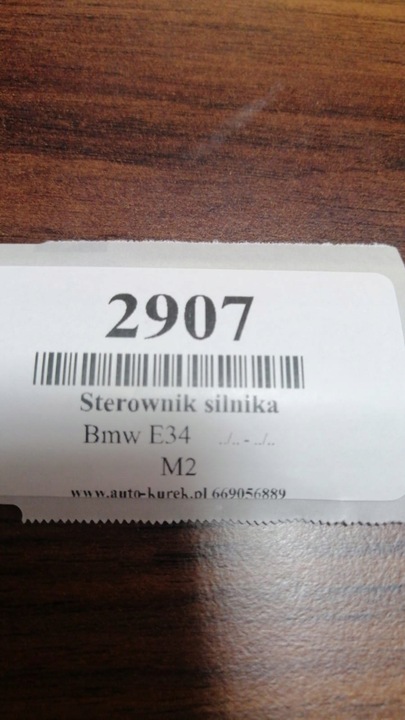 2907
Sterownik silnika
Bmw E34 ../.. - ../..
M2
www.auto-kurek.pl 669056889